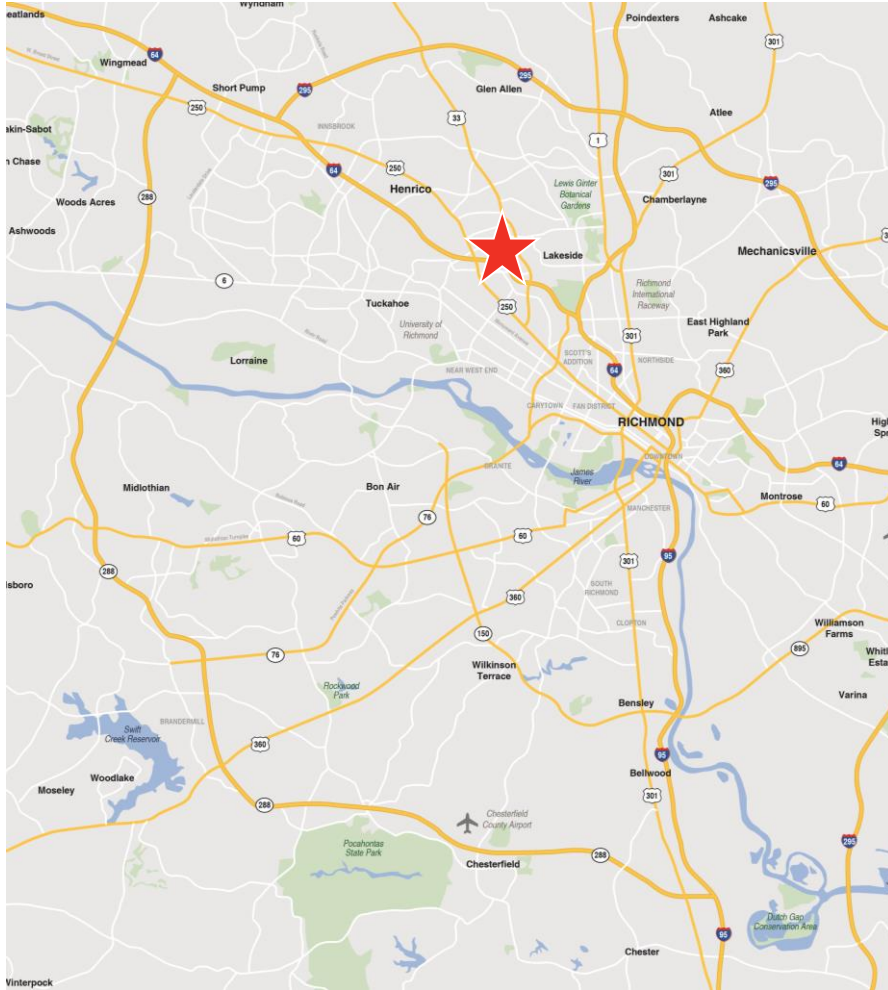 Wyndham
Poindexters
Ashcake
301
64
Wingmead
Short Pump
295
Glen Allen
295
250
33
INNSBROOK
Atlee
Chase
64
250
1
301
295
288
Woods Acres
Henrico
Lewis Ginter
Botanical
Gardens
Chamberlayne
Ashwoods
Lakeside
Mechanicsville
6
Tuckahoe
250
Richmond
International
Raceway
University of
Richmond
301
East Highland
Park
Lorraine
NEAR WEST END
SCOTT'S
ADDITION
NORTHSIDE
64
360
CARYTOWN
FAN DISTRICT
RICHMOND
DOWNTOWN
64
GRANITE
James
River
Midlothian
Bon Air
Montrose
60
76
MANCHESTER
Midlothian Turnpike
60
60
301
95
288
360
SOUTH
RICHMOND
150
CLOPTON
Williamson
Farms
76
895
Wilkinson
Terrace
Rockwood
Park
Varina
BRANDERMILL
Bensley
Swift
Creek Reservoir
360
95
Woodlake
Bellwood
Moseley
301
288
Chesterfield
County Airport
Pocahontas
State Park
288
295
Chesterfield
Dutch Gap
Conservation Area
95
Chester
Winterpock